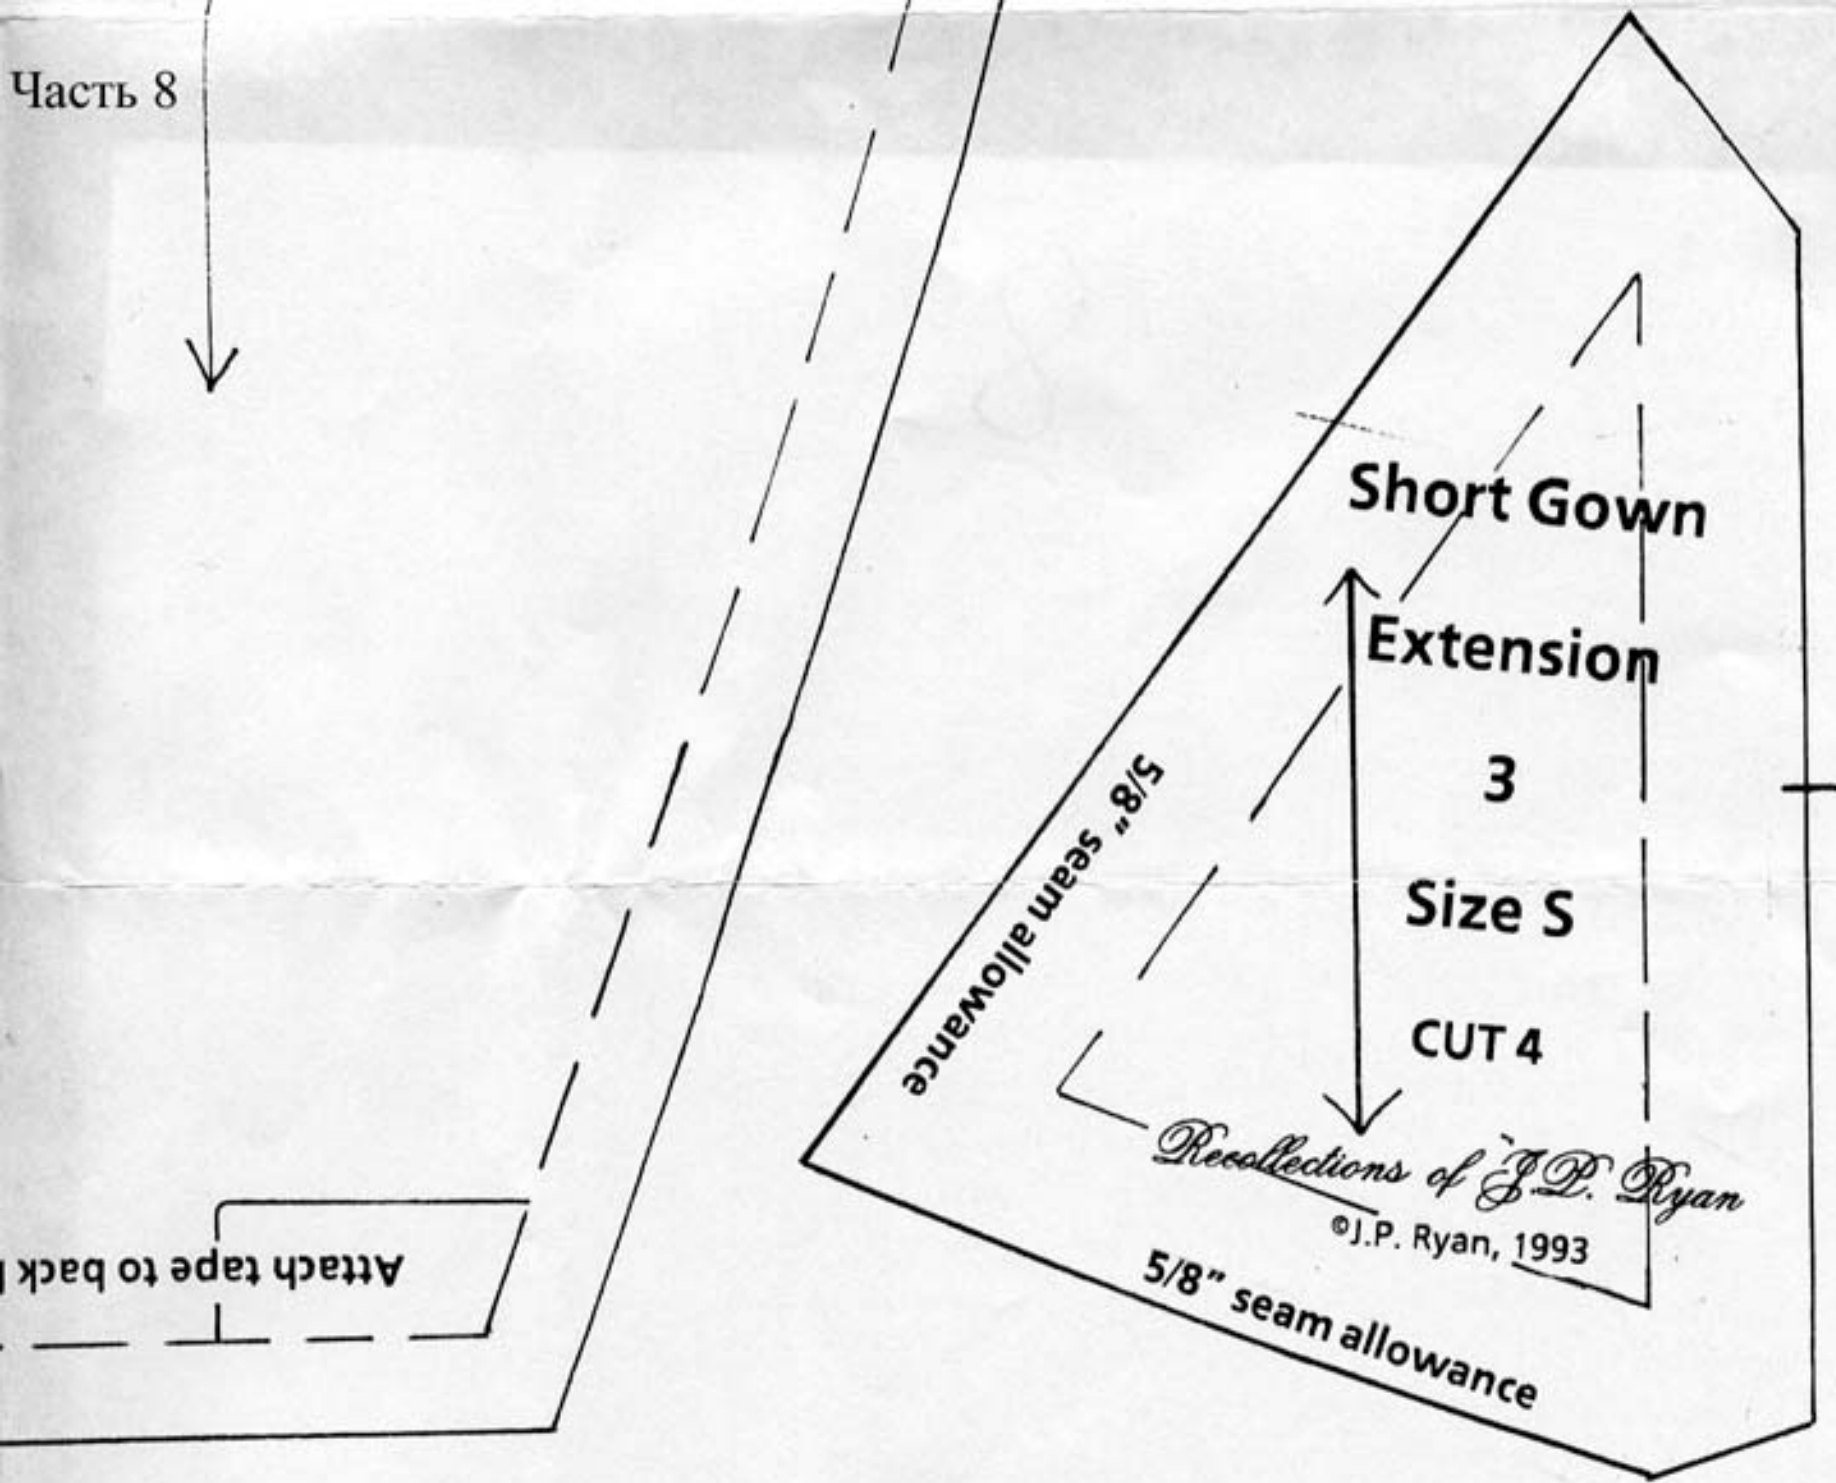 Часть 8
Short Gown
Extension
3
Size S
CUT 4
Recollections of J.P. Ryan
©J.P. Ryan, 1993
5/8" seam allowance
5/8" seam allowance
Attach tape to back